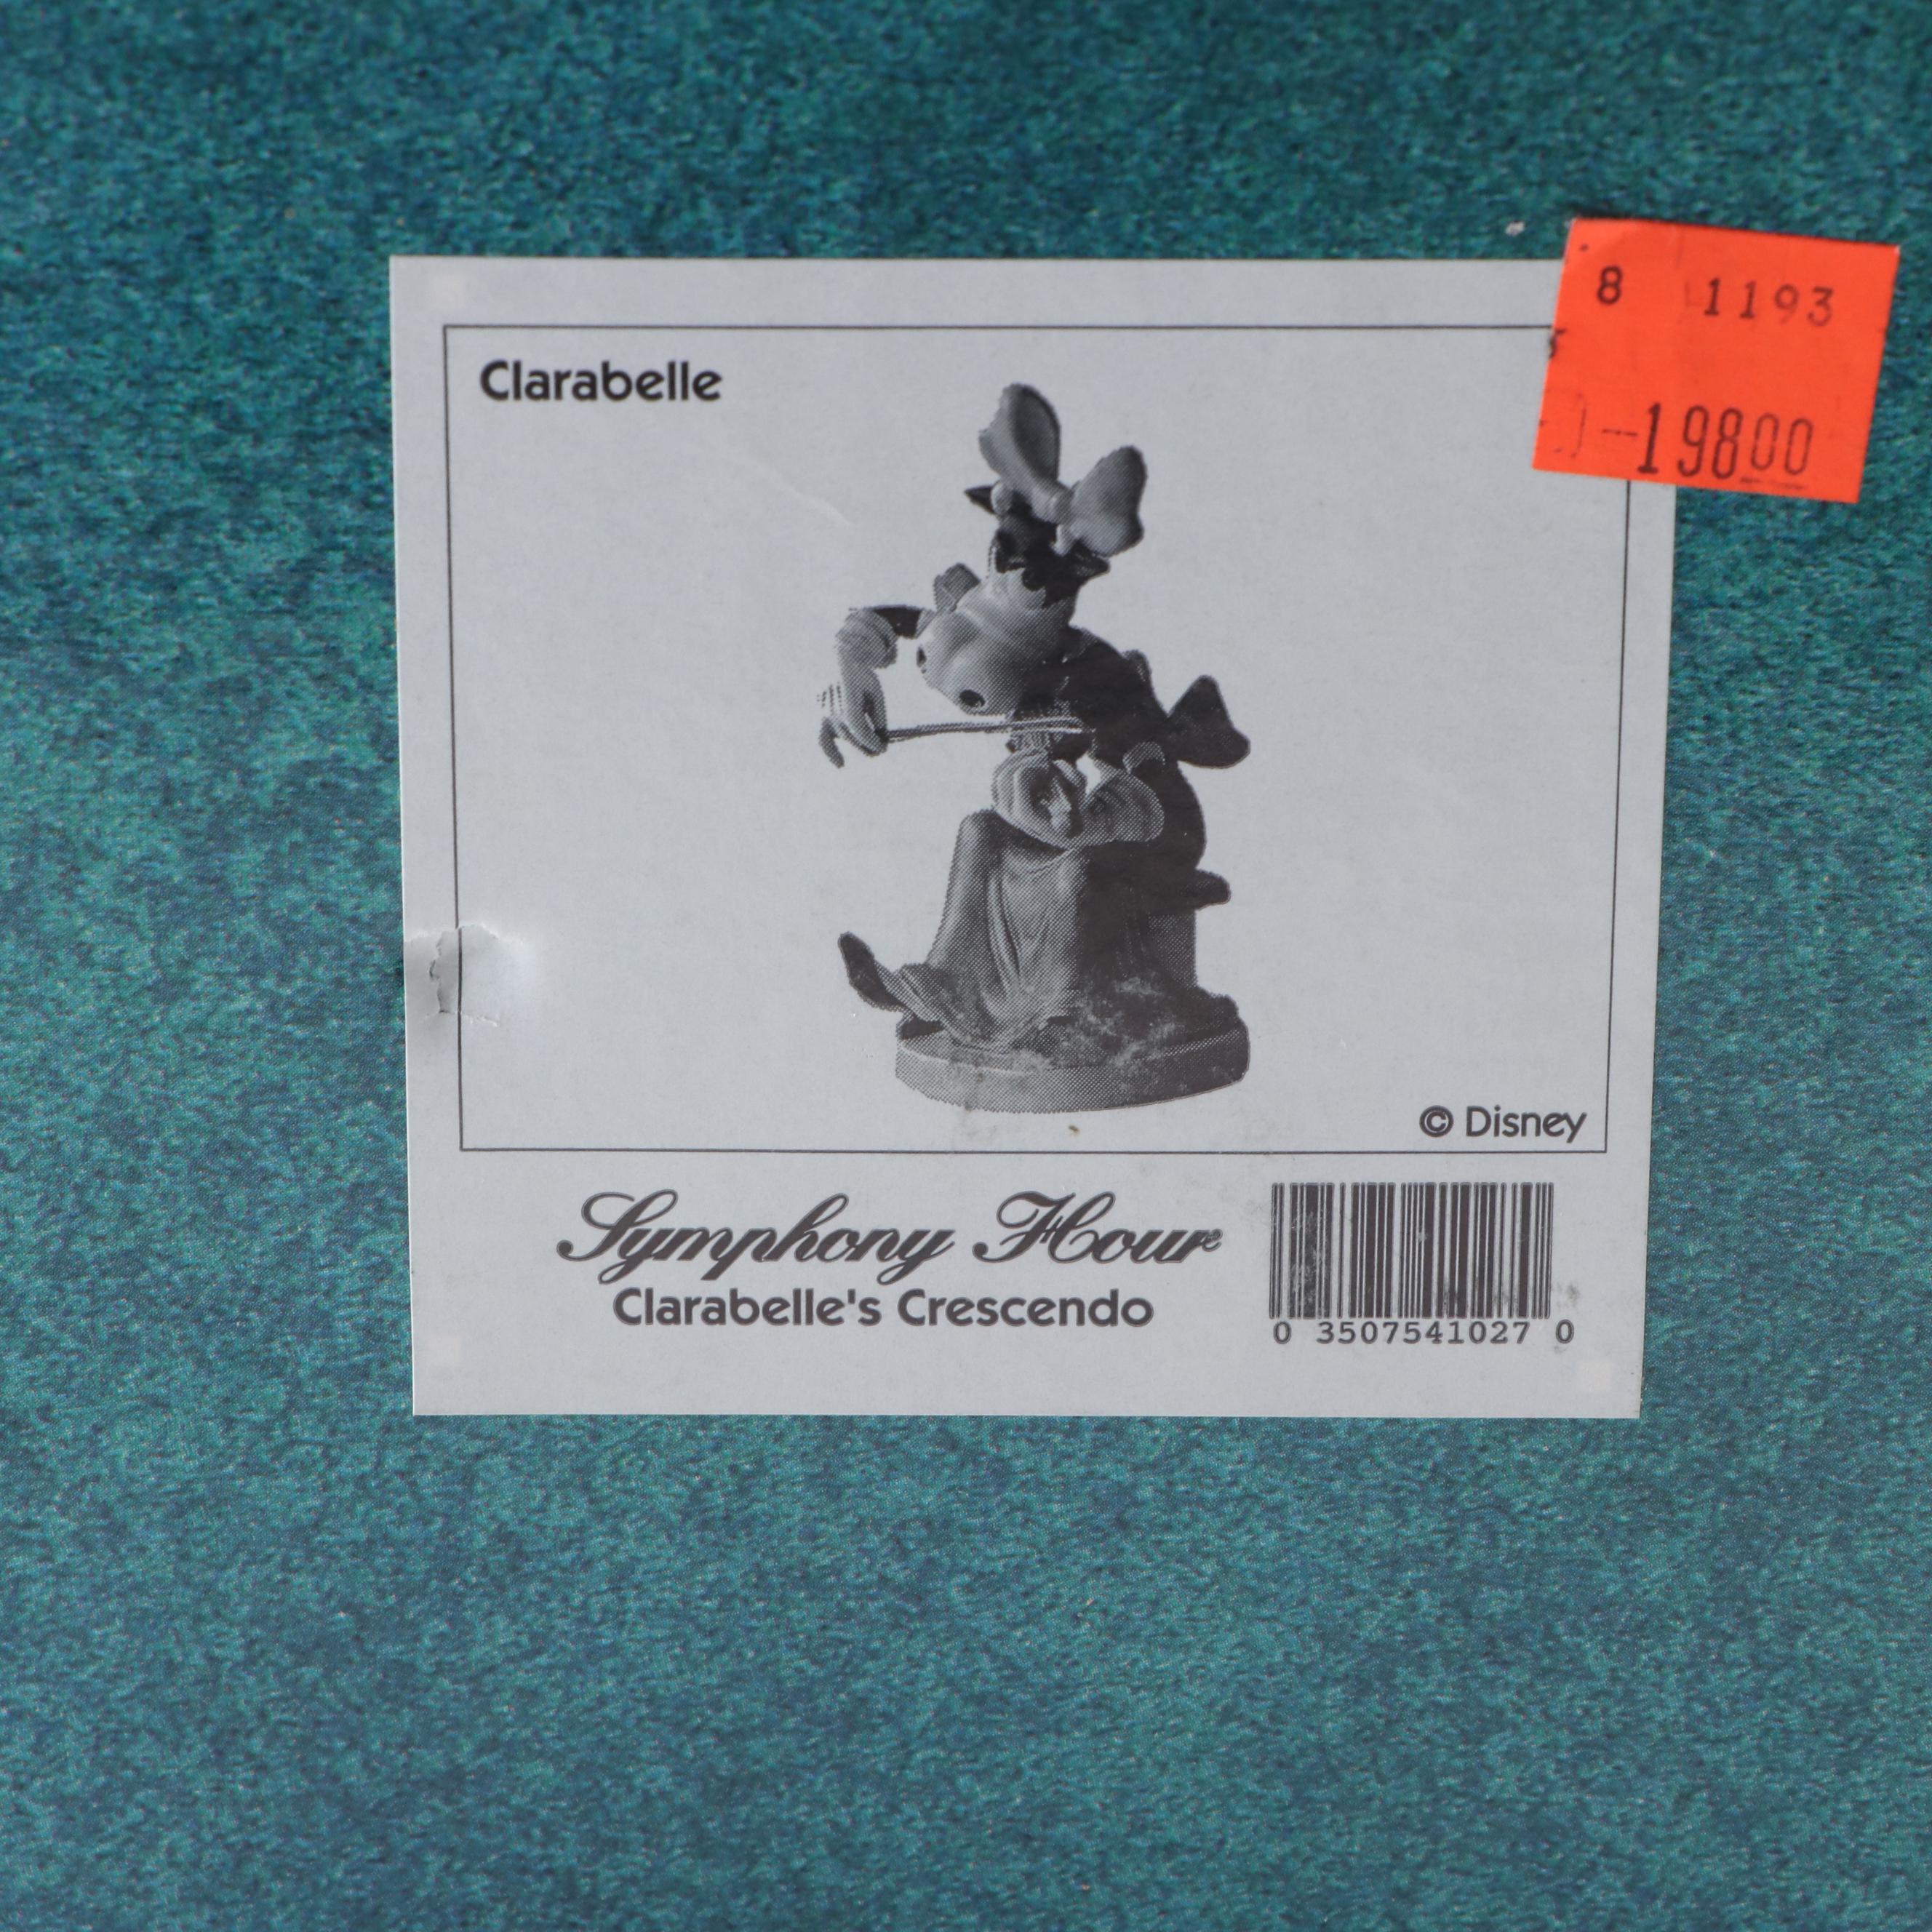 Clarabelle
8 1193
-19800
© Disney
Symphony Hour
Clarabelle's Crescendo
0 3507541027 0